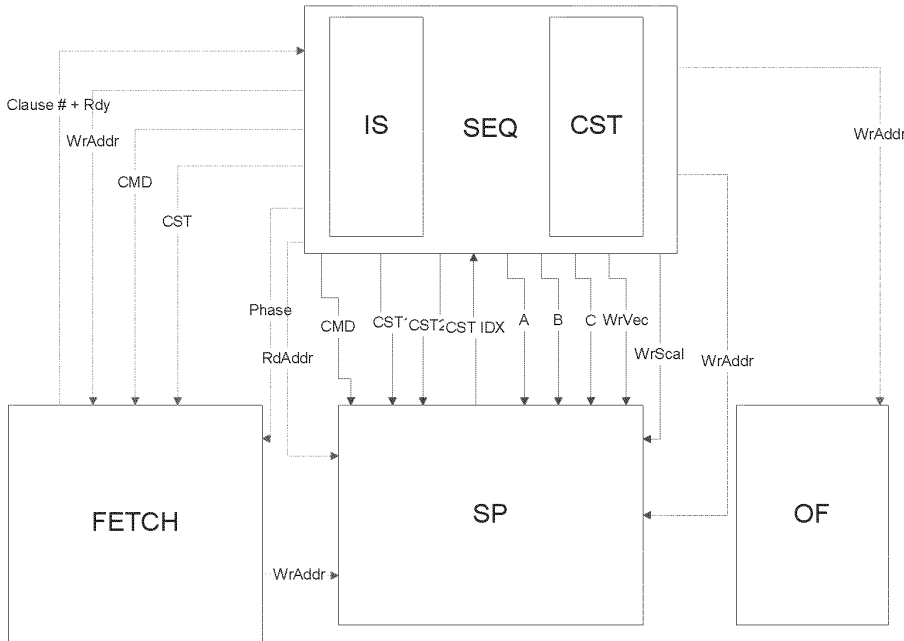 Clause # + Rdy
WrAddr
CMD
CST
IS
SEQ
CST
WrAddr
Phase
RdAddr
CMD
CST1
CST2
CST IDX
A
B
C
WrVec
WrScal
WrAddr
FETCH
WrAddr
SP
OF